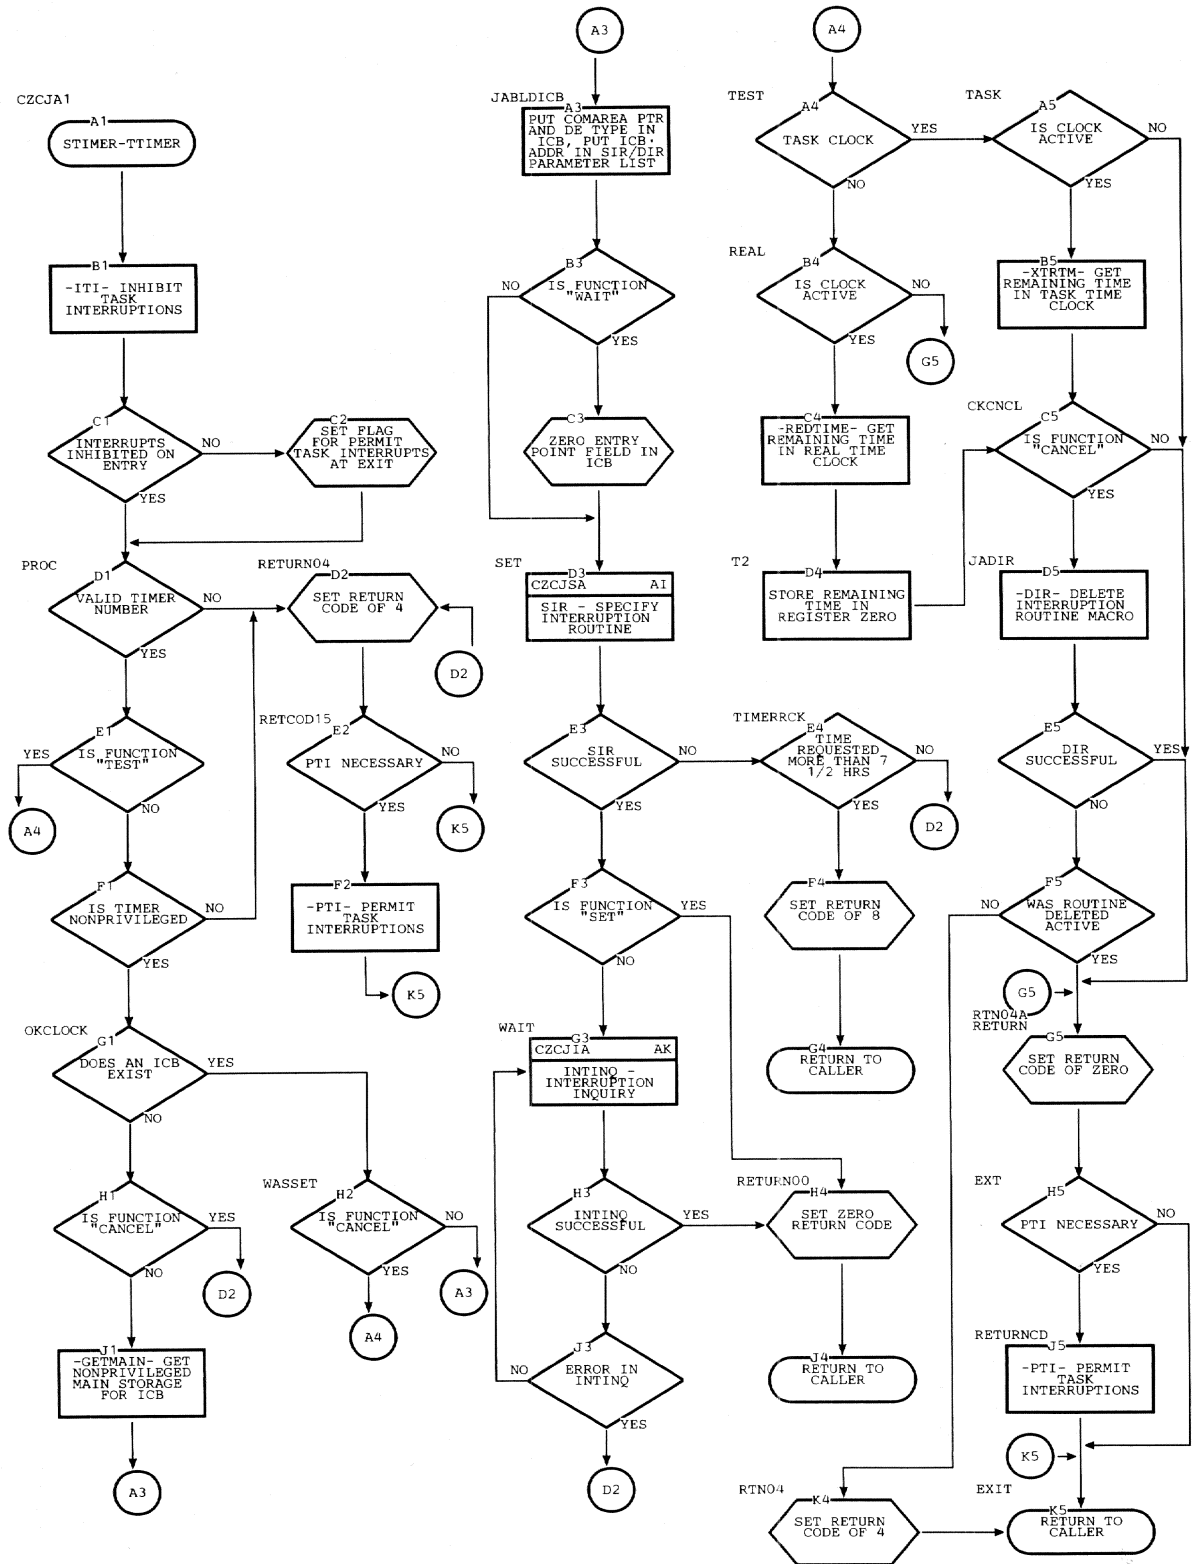 CZCJA1
A1
STIMER-TTIMER
B1
-ITI- INHIBIT
TASK
INTERRUPTIONS
C1
INTERRUPTS
INHIBITED ON
ENTRY
NO
YES
C2
SET FLAG
FOR PERMIT
TASK INTERRUPTS
AT EXIT
PROC
D1
VALID TIMER
NUMBER
NO
YES
RETURN04
D2
SET RETURN
CODE OF 4
D2
E1
IS FUNCTION
"TEST"
YES
NO
A4
RETCOD15
E2
PTI NECESSARY
NO
YES
K5
F1
IS TIMER
NONPRIVILEGED
NO
YES
F2
-PTI- PERMIT
TASK
INTERRUPTIONS
K5
OKCLOCK
G1
DOES AN ICB
EXIST
YES
NO
H1
IS FUNCTION
"CANCEL"
YES
NO
D2
WASSET
H2
IS FUNCTION
"CANCEL"
NO
YES
A3
A4
J1
-GETMAIN- GET
NONPRIVILEGED
MAIN STORAGE
FOR ICB
A3
A3
JABLDICB
A3
PUT COMAREA PTR
AND DE TYPE IN
ICB, PUT ICB·
ADDR IN SIR/DIR
PARAMETER LIST
B3
IS FUNCTION
"WAIT"
NO
YES
C3
ZERO ENTRY
POINT FIELD IN
ICB
SET
D3
CZCJSA AI
SIR - SPECIFY
INTERRUPTION
ROUTINE
E3
SIR
SUCCESSFUL
NO
YES
F3
IS FUNCTION
"SET"
YES
NO
WAIT
G3
CZCJIA AK
INTINQ -
INTERRUPTION
INQUIRY
H3
INTINQ
SUCCESSFUL
YES
NO
J3
ERROR IN
INTINQ
NO
YES
D2
A4
TEST
A4
TASK CLOCK
YES
NO
REAL
B4
IS CLOCK
ACTIVE
NO
YES
G5
C4
-REDTIME- GET
REMAINING TIME
IN REAL TIME
CLOCK
T2
D4
STORE REMAINING
TIME IN
REGISTER ZERO
TIMERRCK
E4
TIME
REQUESTED
MORE THAN 7
1/2 HRS
NO
YES
D2
F4
SET RETURN
CODE OF 8
G4
RETURN TO
CALLER
RETURN00
H4
SET ZERO
RETURN CODE
J4
RETURN TO
CALLER
RTN04
K4
SET RETURN
CODE OF 4
TASK
A5
IS CLOCK
ACTIVE
NO
YES
B5
-XTRTM- GET
REMAINING TIME
IN TASK TIME
CLOCK
CKCNCL
C5
IS FUNCTION
"CANCEL"
NO
YES
JADIR
D5
-DIR- DELETE
INTERRUPTION
ROUTINE MACRO
E5
DIR
SUCCESSFUL
YES
NO
F5
WAS ROUTINE
DELETED
ACTIVE
NO
YES
G5
RTN04A
RETURN
G5
SET RETURN
CODE OF ZERO
EXT
H5
PTI NECESSARY
NO
YES
RETURNCD
J5
-PTI- PERMIT
TASK
INTERRUPTIONS
K5
EXIT
K5
RETURN TO
CALLER